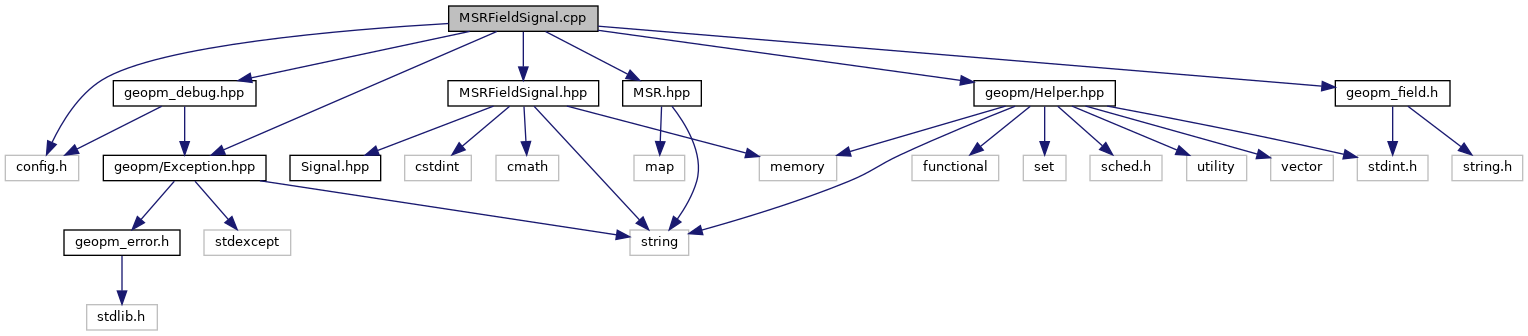 MSRFieldSignal.cpp
geopm_debug.hpp
MSRFieldSignal.hpp
MSR.hpp
geopm/Helper.hpp
geopm_field.h
config.h
geopm/Exception.hpp
Signal.hpp
cstdint
cmath
map
memory
functional
set
sched.h
utility
vector
stdint.h
string.h
geopm_error.h
stdexcept
string
stdlib.h